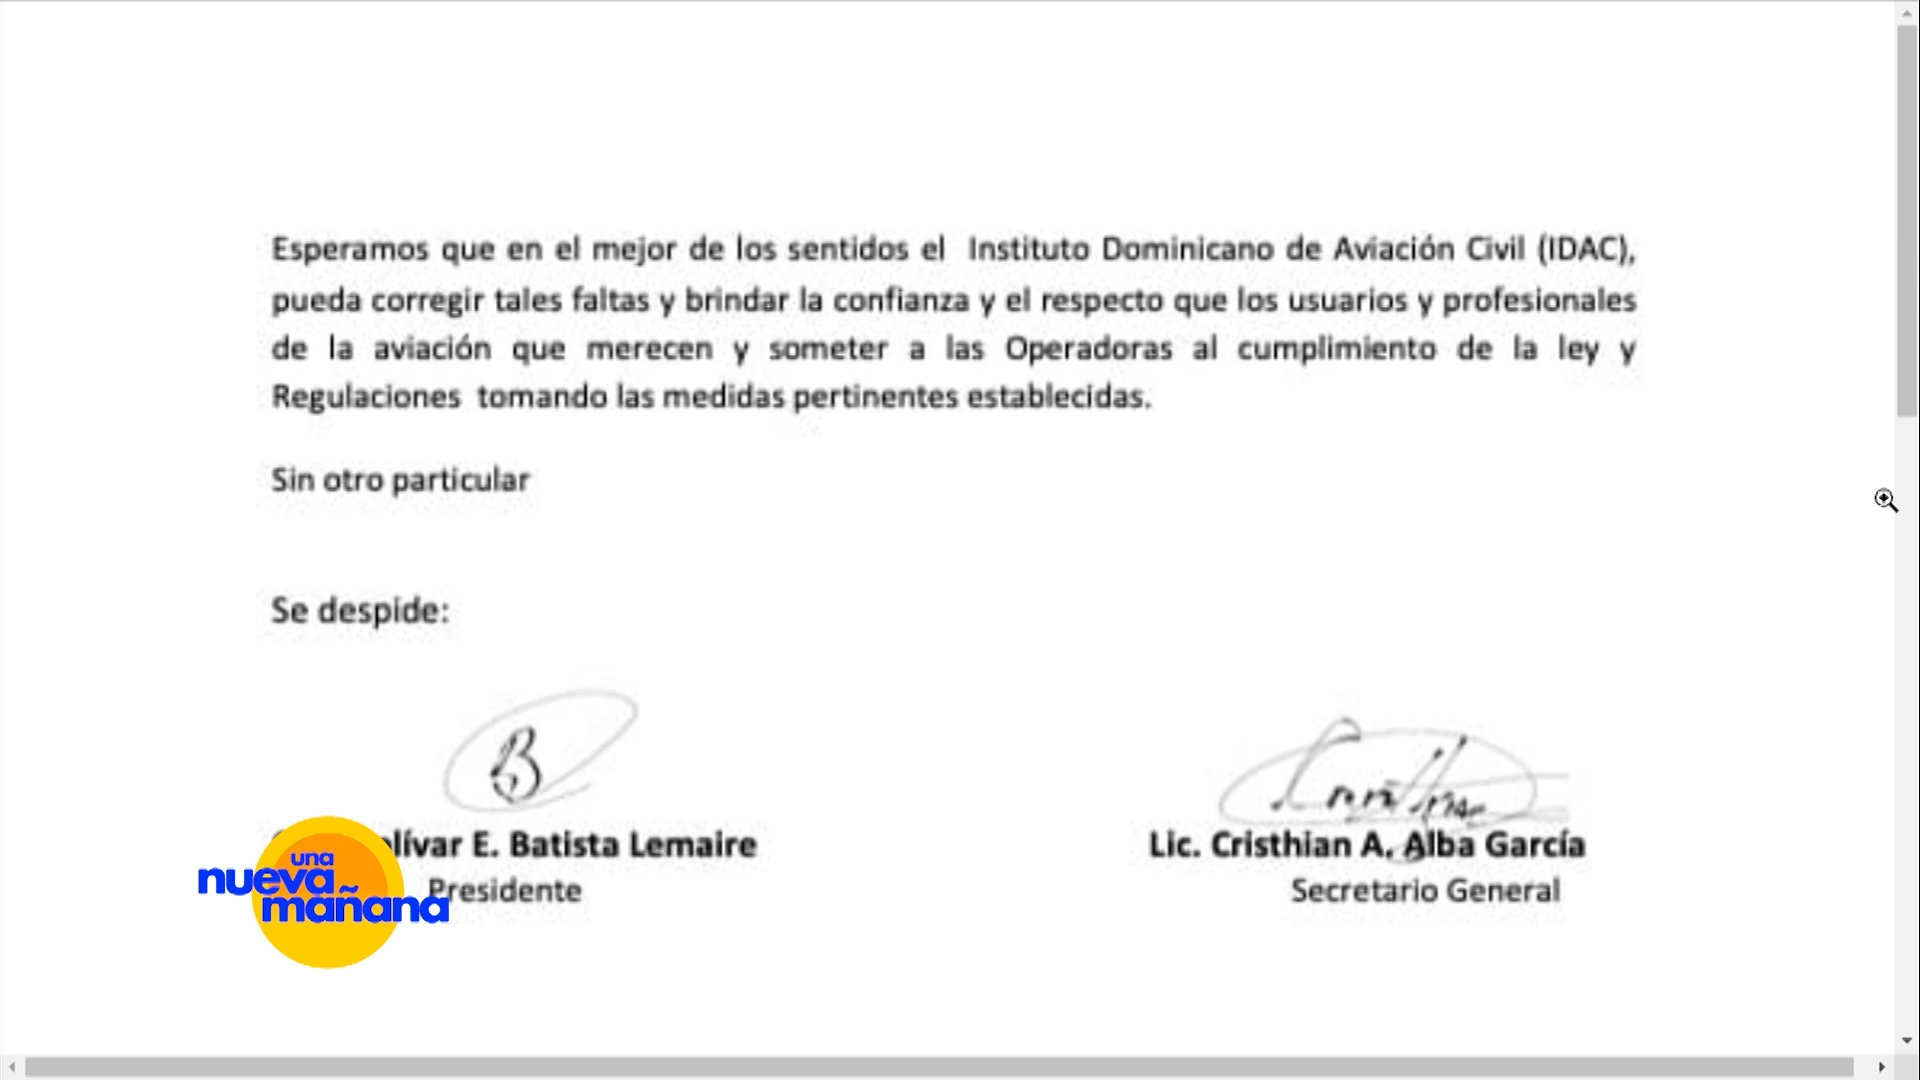 Esperamos que en el mejor de los sentidos el Instituto Dominicano de Aviación Civil (IDAC),
pueda corregir tales faltas y brindar la confianza y el respecto que los usuarios y profesionales
de la aviación que merecen y someter a las Operadoras al cumplimiento de la ley y
Regulaciones tomando las medidas pertinentes establecidas.
Sin otro particular
Se despide:
B
E. Batista Lemaire
Lic. Cristhian A. Alba García
Presidente
Secretario General
una
nueva
mañana